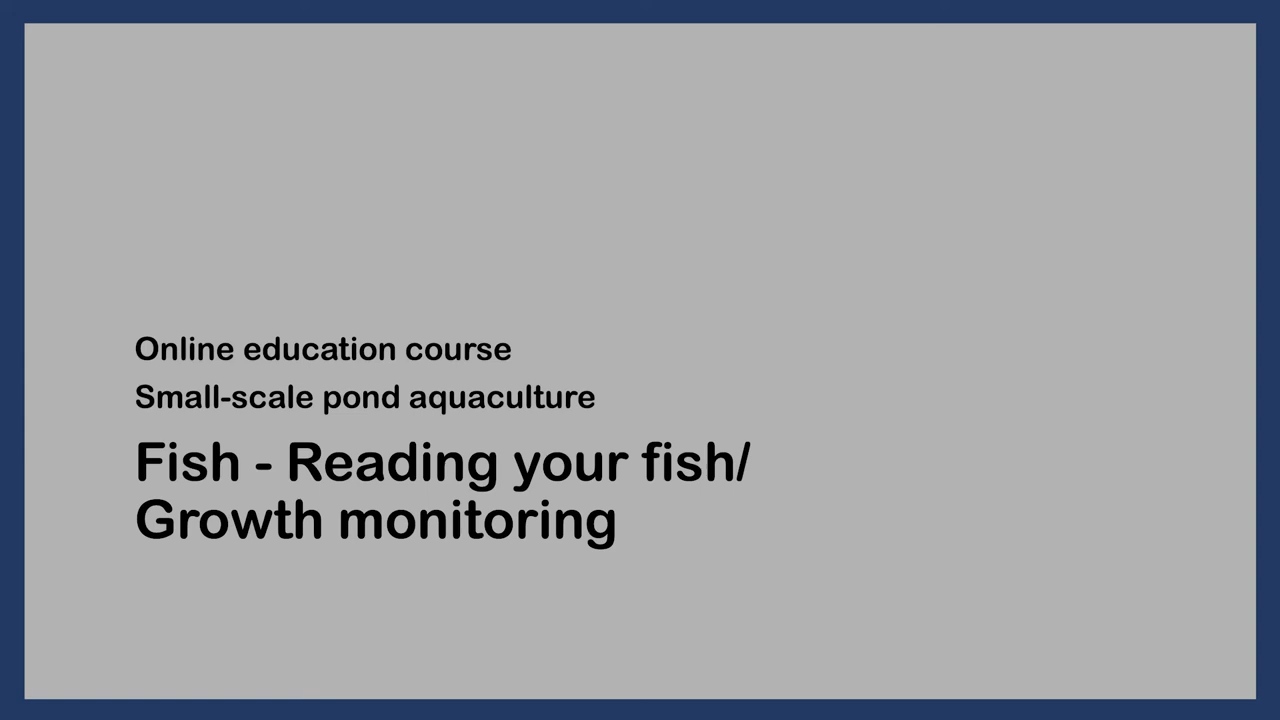 Online education course
Small-scale pond aquaculture
Fish - Reading your fish/
Growth monitoring